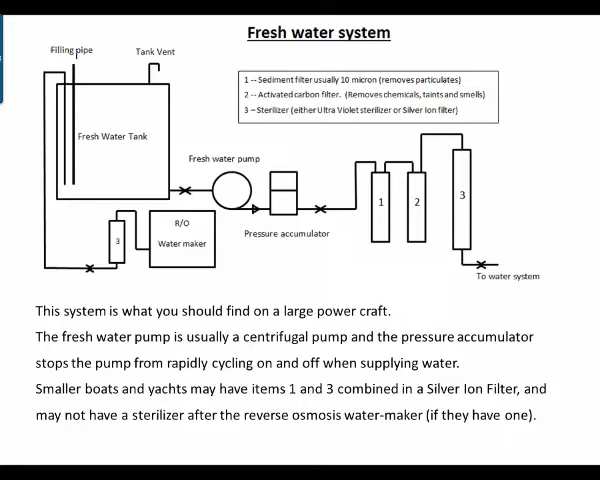 Fresh water system
Filling pipe
Tank Vent
1 -- Sediment filter usually 10 micron (removes particulates)
2 -- Activated carbon filter. (Removes chemicals, taints and smells)
3 – Sterilizer (either Ultra Violet sterilizer or Silver Ion filter)
Fresh Water Tank
Fresh water pump
1
2
3
R/O
Water maker
3
Pressure accumulator
To water system
This system is what you should find on a large power craft.
The fresh water pump is usually a centrifugal pump and the pressure accumulator
stops the pump from rapidly cycling on and off when supplying water.
Smaller boats and yachts may have items 1 and 3 combined in a Silver Ion Filter, and
may not have a sterilizer after the reverse osmosis water-maker (if they have one).